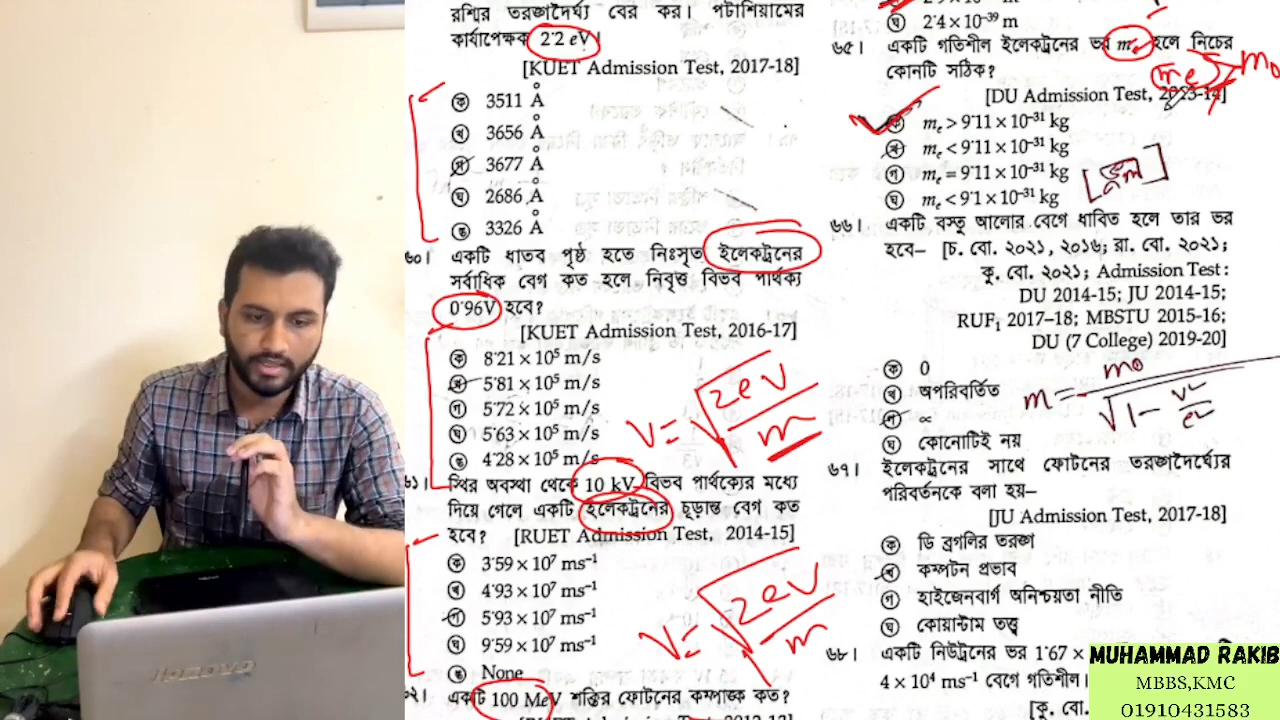 রশ্মির তরঙ্গদৈর্ঘ্য বের কর। পটাশিয়ামের
কার্যাপেক্ষক 2·2 eV।
[KUET Admission Test, 2017-18]
ক 3511 Å
খ 3656 Å
গ 3677 Å
ঘ 2686 Å
ঙ 3326 Å
৬০। একটি ধাতব পৃষ্ঠ হতে নিঃসৃত ইলেকট্রনের
সর্বাধিক বেগ কত হলে নিবৃত্ত বিভব পার্থক্য
0·96V হবে?
[KUET Admission Test, 2016-17]
ক 8·21 × 10⁵ m/s
খ 5·81 × 10⁵ m/s
গ 5·72 × 10⁵ m/s
ঘ 5·63 × 10⁵ m/s
ঙ 4·28 × 10⁵ m/s
V = √(2eV/m)
৬১। স্থির অবস্থা থেকে 10 kV বিভব পার্থক্যের মধ্যে
দিয়ে গেলে একটি ইলেকট্রনের চূড়ান্ত বেগ কত
হবে? [RUET Admission Test, 2014-15]
ক 3·59 × 10⁷ ms⁻¹
খ 4·93 × 10⁷ ms⁻¹
গ 5·93 × 10⁷ ms⁻¹
ঘ 9·59 × 10⁷ ms⁻¹
ঙ None
V = √(2eV/m)
৬২। একটি 100 MeV শক্তির ফোটনের কম্পাঙ্ক কত?
ঘ 2·4 × 10⁻³⁹ m
৬৫। একটি গতিশীল ইলেকট্রনের ভর mₑ হলে নিচের
কোনটি সঠিক?
(me) > m₀
[DU Admission Test, 2023-14]
ক mₑ > 9·11 × 10⁻³¹ kg
খ mₑ < 9·11 × 10⁻³¹ kg
গ mₑ = 9·11 × 10⁻³¹ kg
ঘ mₑ < 9·1 × 10⁻³¹ kg
[ভুল]
৬৬। একটি বস্তু আলোর বেগে ধাবিত হলে তার ভর
হবে– [চ. বো. ২০২১, ২০১৬; রা. বো. ২০২১;
কু. বো. ২০২১; Admission Test :
DU 2014-15; JU 2014-15;
RUF₁ 2017–18; MBSTU 2015-16;
DU (7 College) 2019-20]
ক 0
খ অপরিবর্তিত
গ ∞
ঘ কোনোটিই নয়
m = m₀/√(1 − v²/c²)
৬৭। ইলেকট্রনের সাথে ফোটনের তরঙ্গদৈর্ঘ্যের
পরিবর্তনকে বলা হয়–
[JU Admission Test, 2017-18]
ক ডি ব্রগলির তরঙ্গ
খ কম্পটন প্রভাব
গ হাইজেনবার্গ অনিশ্চয়তা নীতি
ঘ কোয়ান্টাম তত্ত্ব
৬৮। একটি নিউট্রনের ভর 1·67 ×
4 × 10⁴ ms⁻¹ বেগে গতিশীল।
[কু. বো.
MUHAMMAD RAKIB
MBBS,KMC
01910431583
lenovo